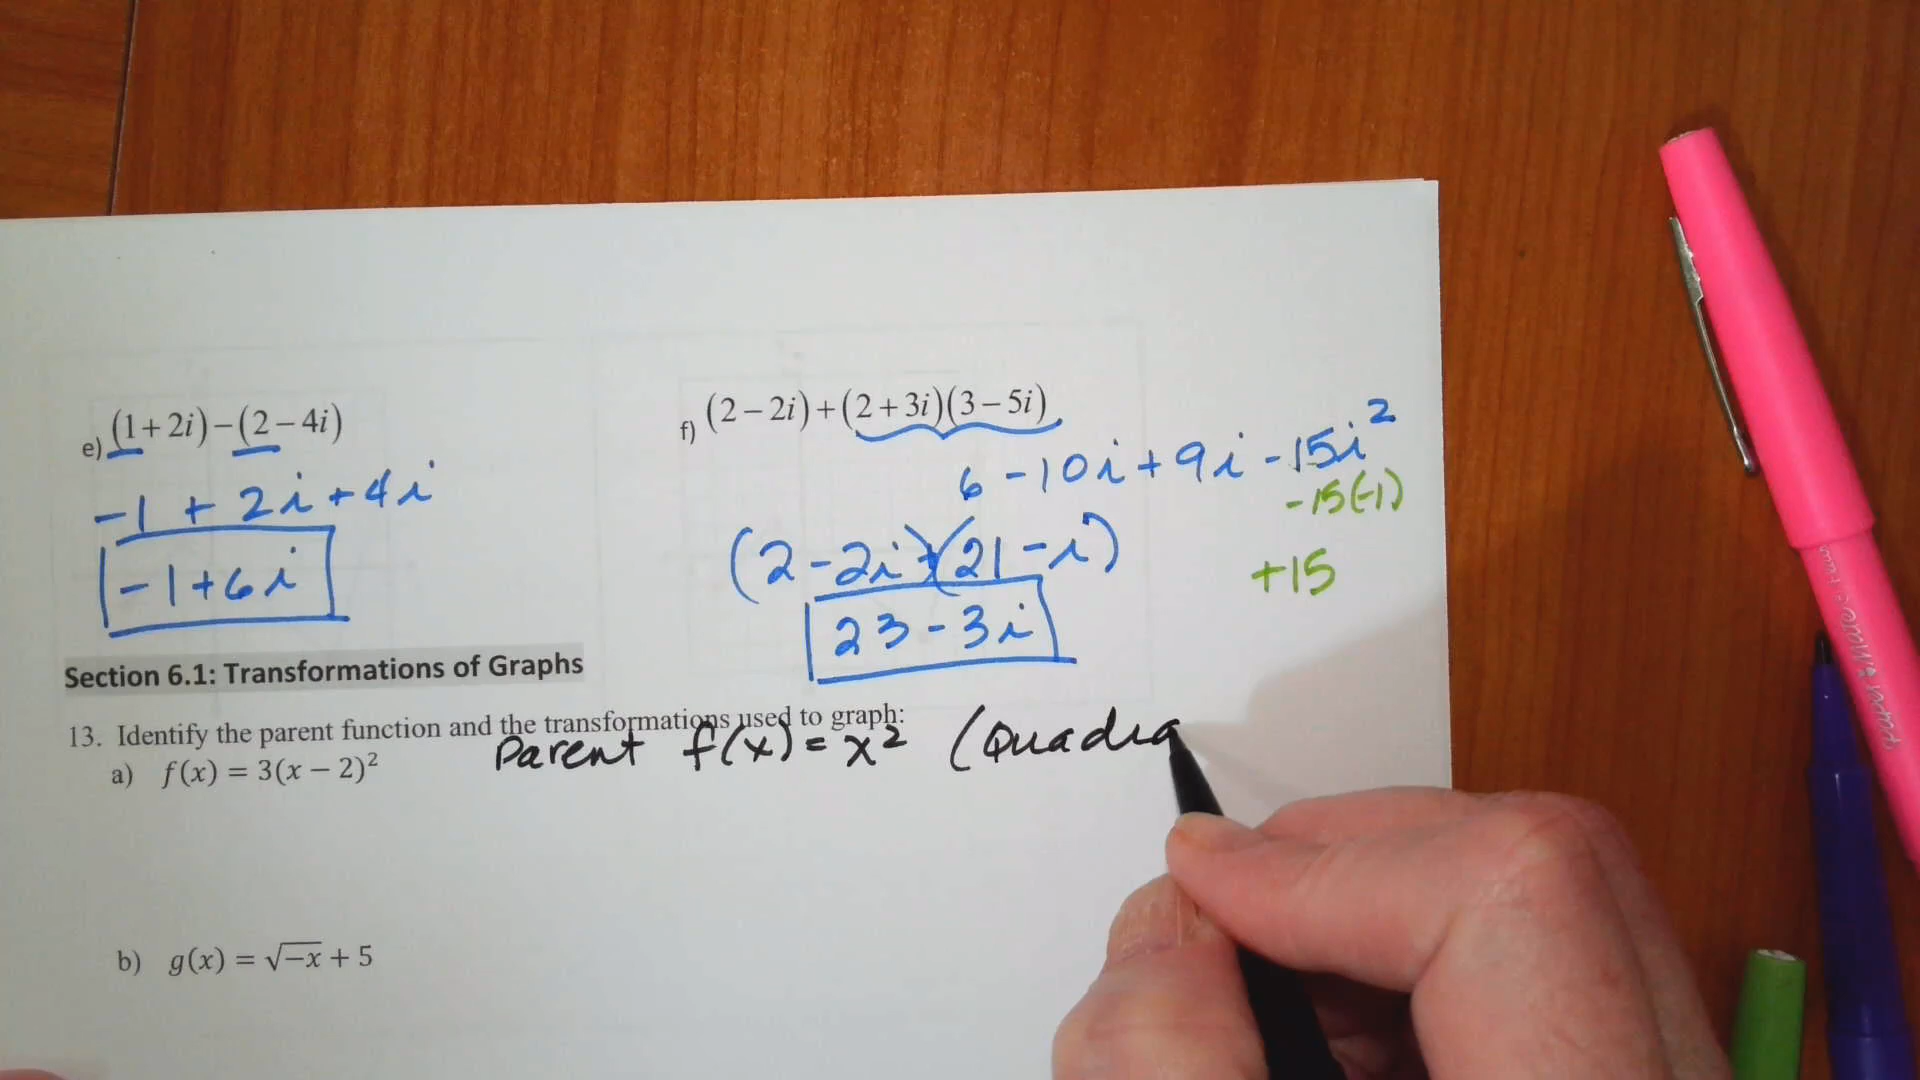 e) (1+2i)−(2−4i)
-1 + 2i+4i
-1+6i
f) (2−2i)+(2+3i)(3−5i)
6-10i+9i-15i²
-15(-1)
(2-2i)+(21-i)
+15
23-3i
Section 6.1: Transformations of Graphs
13. Identify the parent function and the transformations used to graph:
Parent f(x)=x² (Quadra
a) f(x) = 3(x − 2)²
b) g(x) = √−x + 5